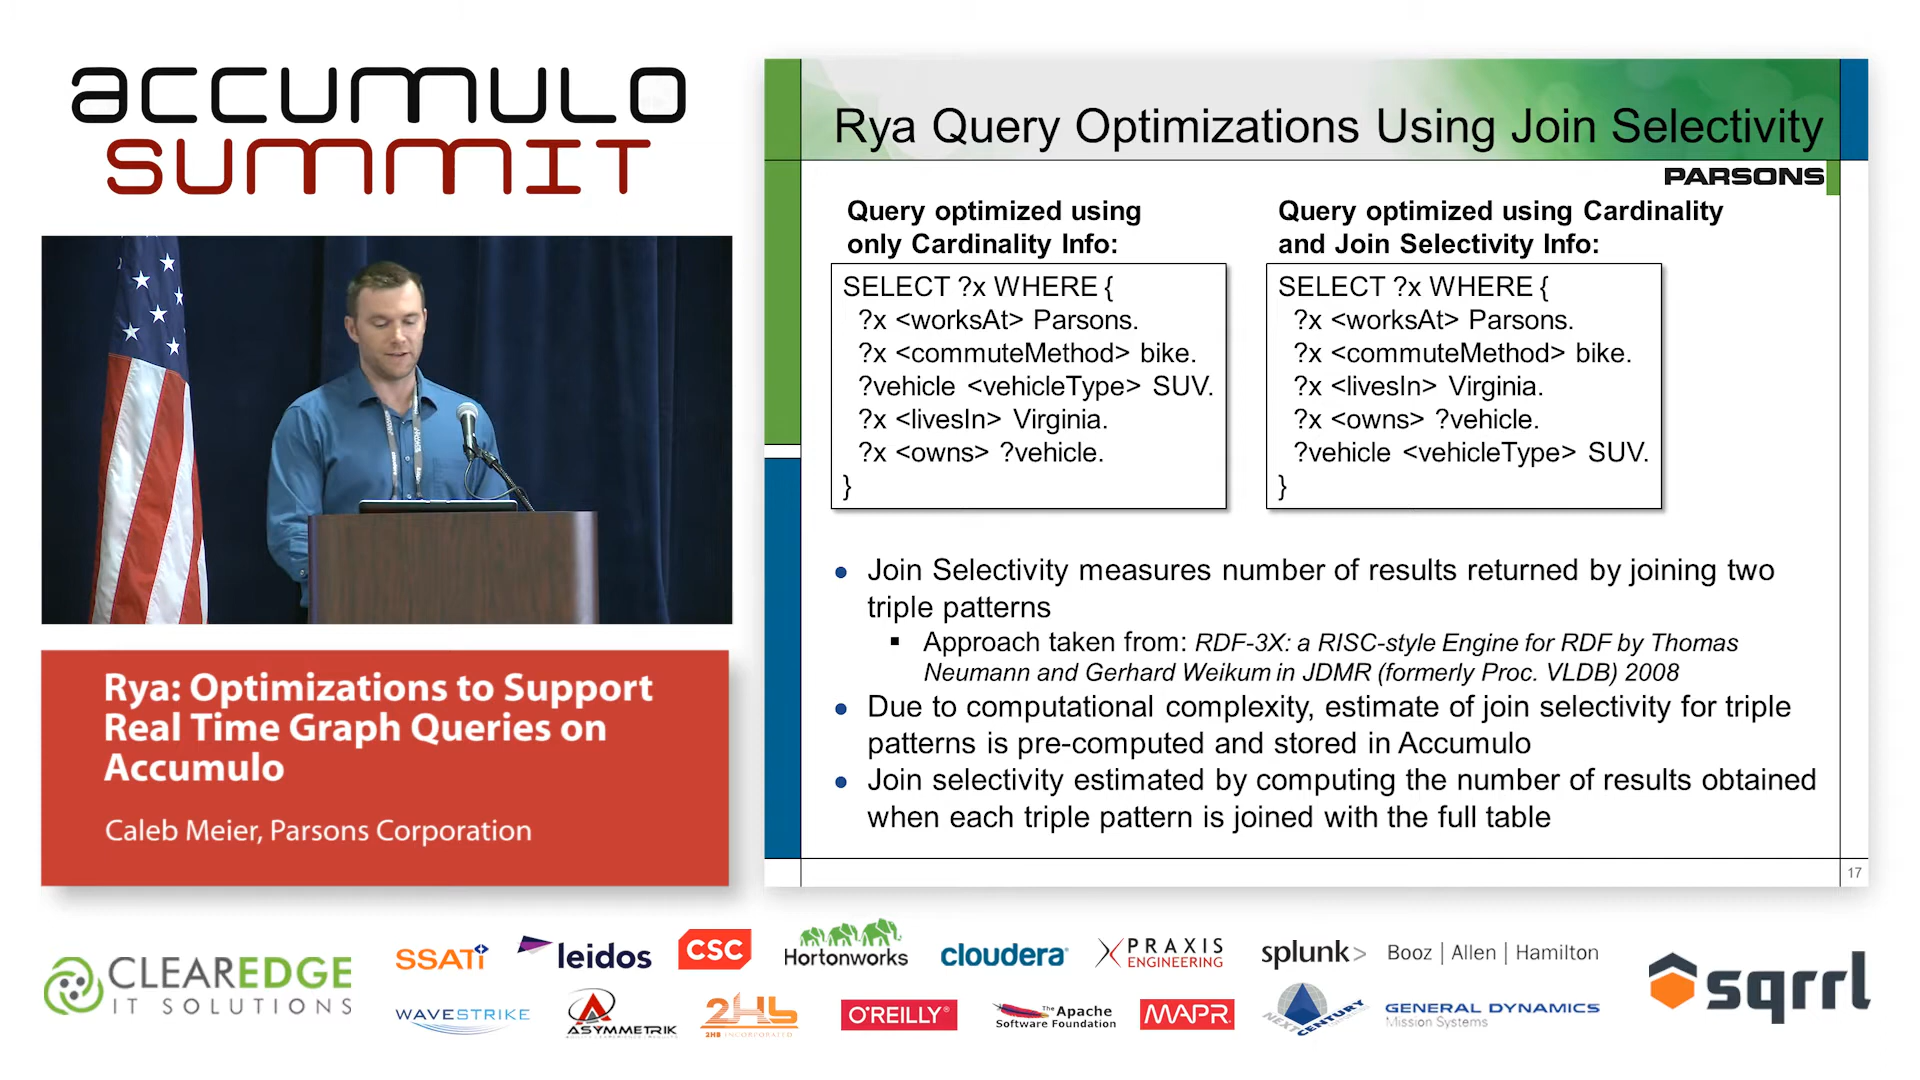 ACCUMULO
SUMMIT
Rya: Optimizations to Support
Real Time Graph Queries on
Accumulo
Caleb Meier, Parsons Corporation
Rya Query Optimizations Using Join Selectivity
PARSONS
Query optimized using
only Cardinality Info:
SELECT ?x WHERE {
?x <worksAt> Parsons.
?x <commuteMethod> bike.
?vehicle <vehicleType> SUV.
?x <livesIn> Virginia.
?x <owns> ?vehicle.
}
Query optimized using Cardinality
and Join Selectivity Info:
SELECT ?x WHERE {
?x <worksAt> Parsons.
?x <commuteMethod> bike.
?x <livesIn> Virginia.
?x <owns> ?vehicle.
?vehicle <vehicleType> SUV.
}
• Join Selectivity measures number of results returned by joining two
triple patterns
▪ Approach taken from: RDF-3X: a RISC-style Engine for RDF by Thomas
Neumann and Gerhard Weikum in JDMR (formerly Proc. VLDB) 2008
• Due to computational complexity, estimate of join selectivity for triple
patterns is pre-computed and stored in Accumulo
• Join selectivity estimated by computing the number of results obtained
when each triple pattern is joined with the full table
17
CLEAREDGE
IT SOLUTIONS
SSATi
leidos
CSC
Hortonworks
cloudera
PRAXIS
ENGINEERING
splunk>
Booz | Allen | Hamilton
WAVESTRIKE
ASYMMETRIK
2HB
2HB INCORPORATED
O'REILLY
The Apache
Software Foundation
MAPR
NEXT CENTURY
GENERAL DYNAMICS
Mission Systems
sqrrl